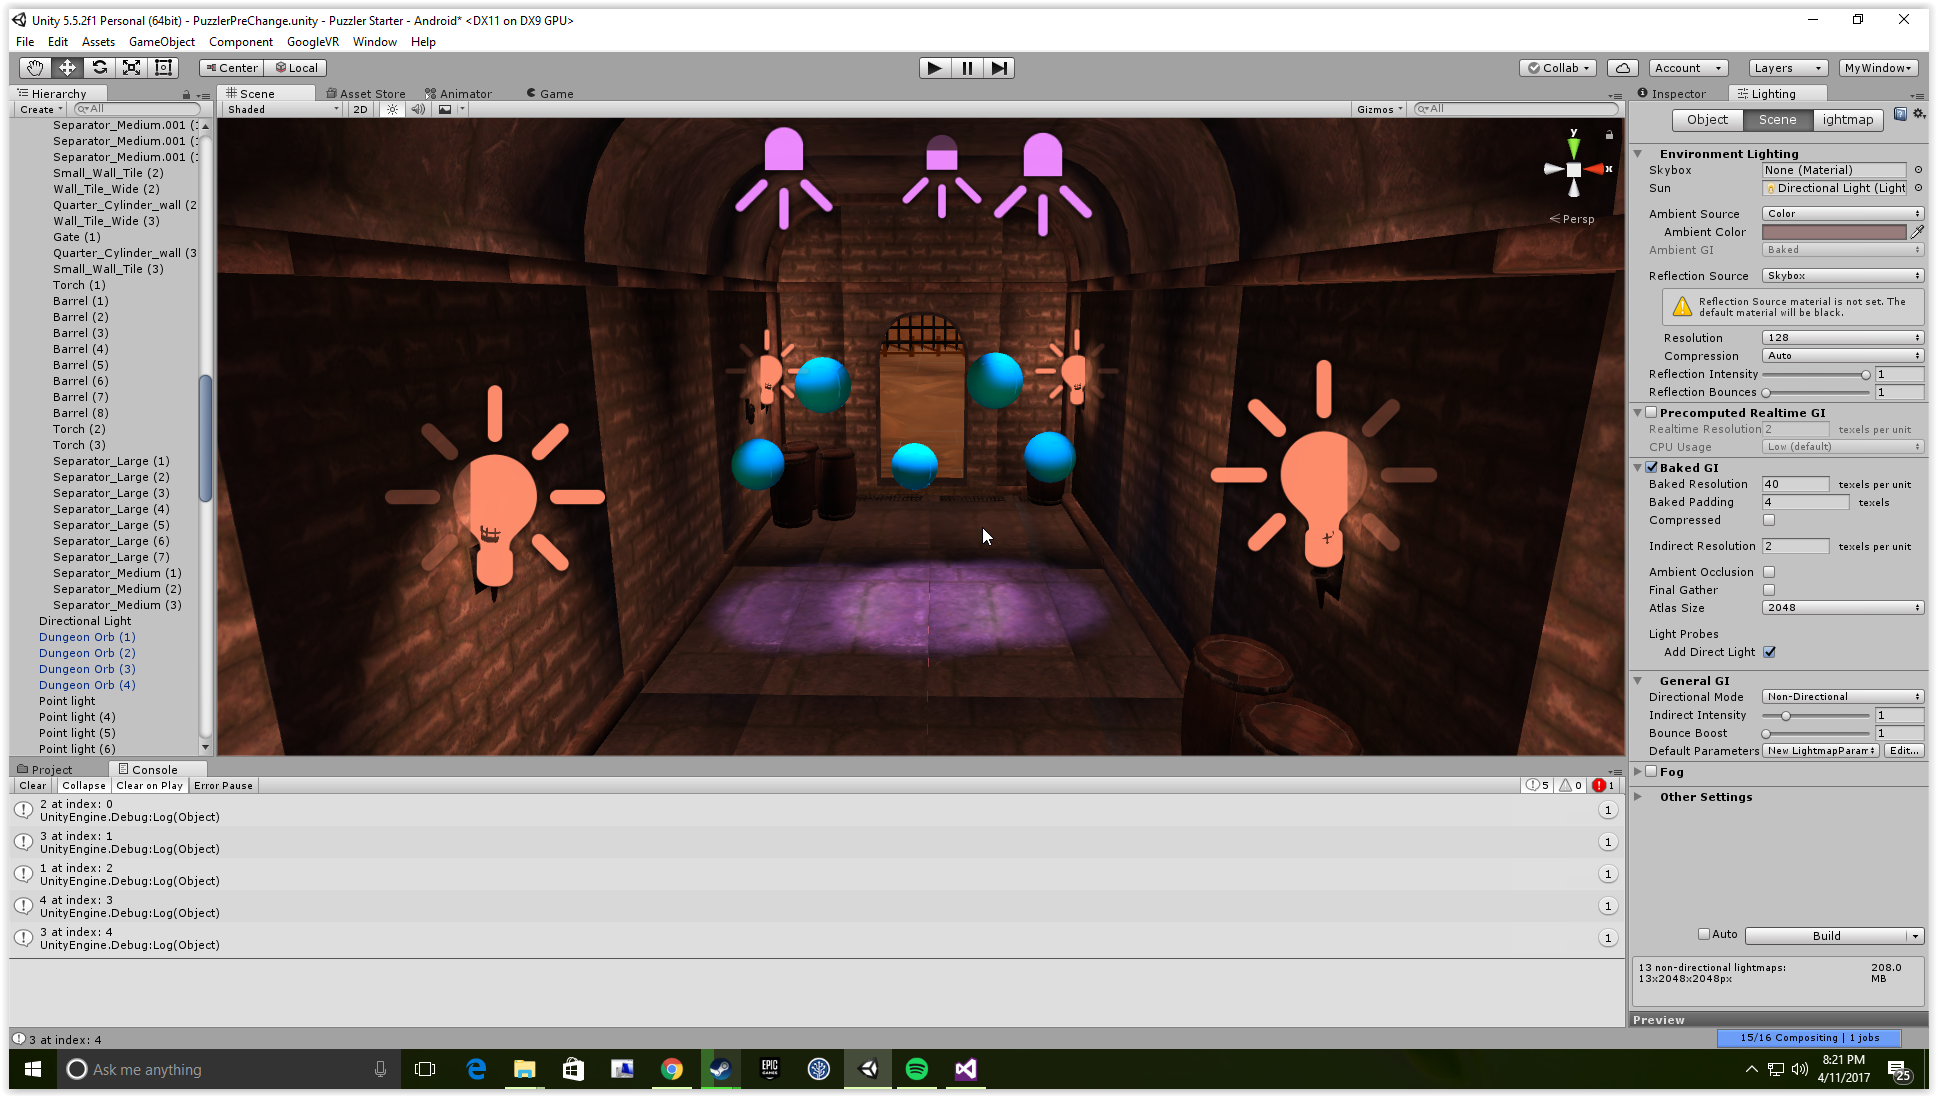 Unity 5.5.2f1 Personal (64bit) - PuzzlerPreChange.unity - Puzzler Starter - Android* <DX11 on DX9 GPU>
File Edit Assets GameObject Component GoogleVR Window Help
Center Local Collab Account Layers MyWindow
Hierarchy Scene Asset Store Animator Game Inspector Lighting
Create All Shaded 2D Gizmos All
Object Scene ightmap
Separator_Medium.001 (1
Separator_Medium.001 (1
Separator_Medium.001 (1
Small_Wall_Tile (2)
Wall_Tile_Wide (2)
Quarter_Cylinder_wall (2
Wall_Tile_Wide (3)
Gate (1)
Quarter_Cylinder_wall (3
Small_Wall_Tile (3)
Torch (1)
Barrel (1)
Barrel (2)
Barrel (3)
Barrel (4)
Barrel (5)
Barrel (6)
Barrel (7)
Barrel (8)
Torch (2)
Torch (3)
Separator_Large (1)
Separator_Large (2)
Separator_Large (3)
Separator_Large (4)
Separator_Large (5)
Separator_Large (6)
Separator_Large (7)
Separator_Medium (1)
Separator_Medium (2)
Separator_Medium (3)
Directional Light
Dungeon Orb (1)
Dungeon Orb (2)
Dungeon Orb (3)
Dungeon Orb (4)
Point light
Point light (4)
Point light (5)
Point light (6)
y
x
Persp
Environment Lighting
Skybox None (Material)
Sun Directional Light (Light
Ambient Source Color
Ambient Color
Ambient GI Baked
Reflection Source Skybox
Reflection Source material is not set. The
default material will be black.
Resolution 128
Compression Auto
Reflection Intensity 1
Reflection Bounces 1
Precomputed Realtime GI
Realtime Resolution 2 texels per unit
CPU Usage Low (default)
Baked GI
Baked Resolution 40 texels per unit
Baked Padding 4 texels
Compressed
Indirect Resolution 2 texels per unit
Ambient Occlusion
Final Gather
Atlas Size 2048
Light Probes
Add Direct Light
General GI
Directional Mode Non-Directional
Indirect Intensity 1
Bounce Boost 1
Default Parameters New LightmapParam Edit...
Fog
Other Settings
Auto Build
13 non-directional lightmaps: 208.0
13x2048x2048px MB
Preview
Project Console
Clear Collapse Clear on Play Error Pause 5 0 1
2 at index: 0
UnityEngine.Debug:Log(Object) 1
3 at index: 1
UnityEngine.Debug:Log(Object) 1
1 at index: 2
UnityEngine.Debug:Log(Object) 1
4 at index: 3
UnityEngine.Debug:Log(Object) 1
3 at index: 4
UnityEngine.Debug:Log(Object) 1
3 at index: 4
15/16 Compositing | 1 jobs
Ask me anything
EPIC
GAMES
8:21 PM
4/11/2017
25